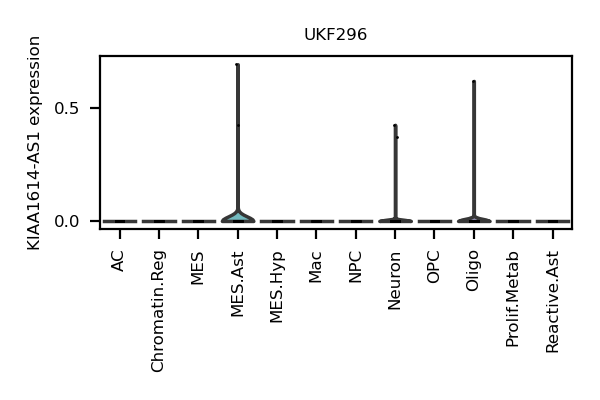 UKF296
KIAA1614-AS1 expression
0.5
0.0
AC
Chromatin.Reg
MES
MES.Ast
MES.Hyp
Mac
NPC
Neuron
OPC
Oligo
Prolif.Metab
Reactive.Ast